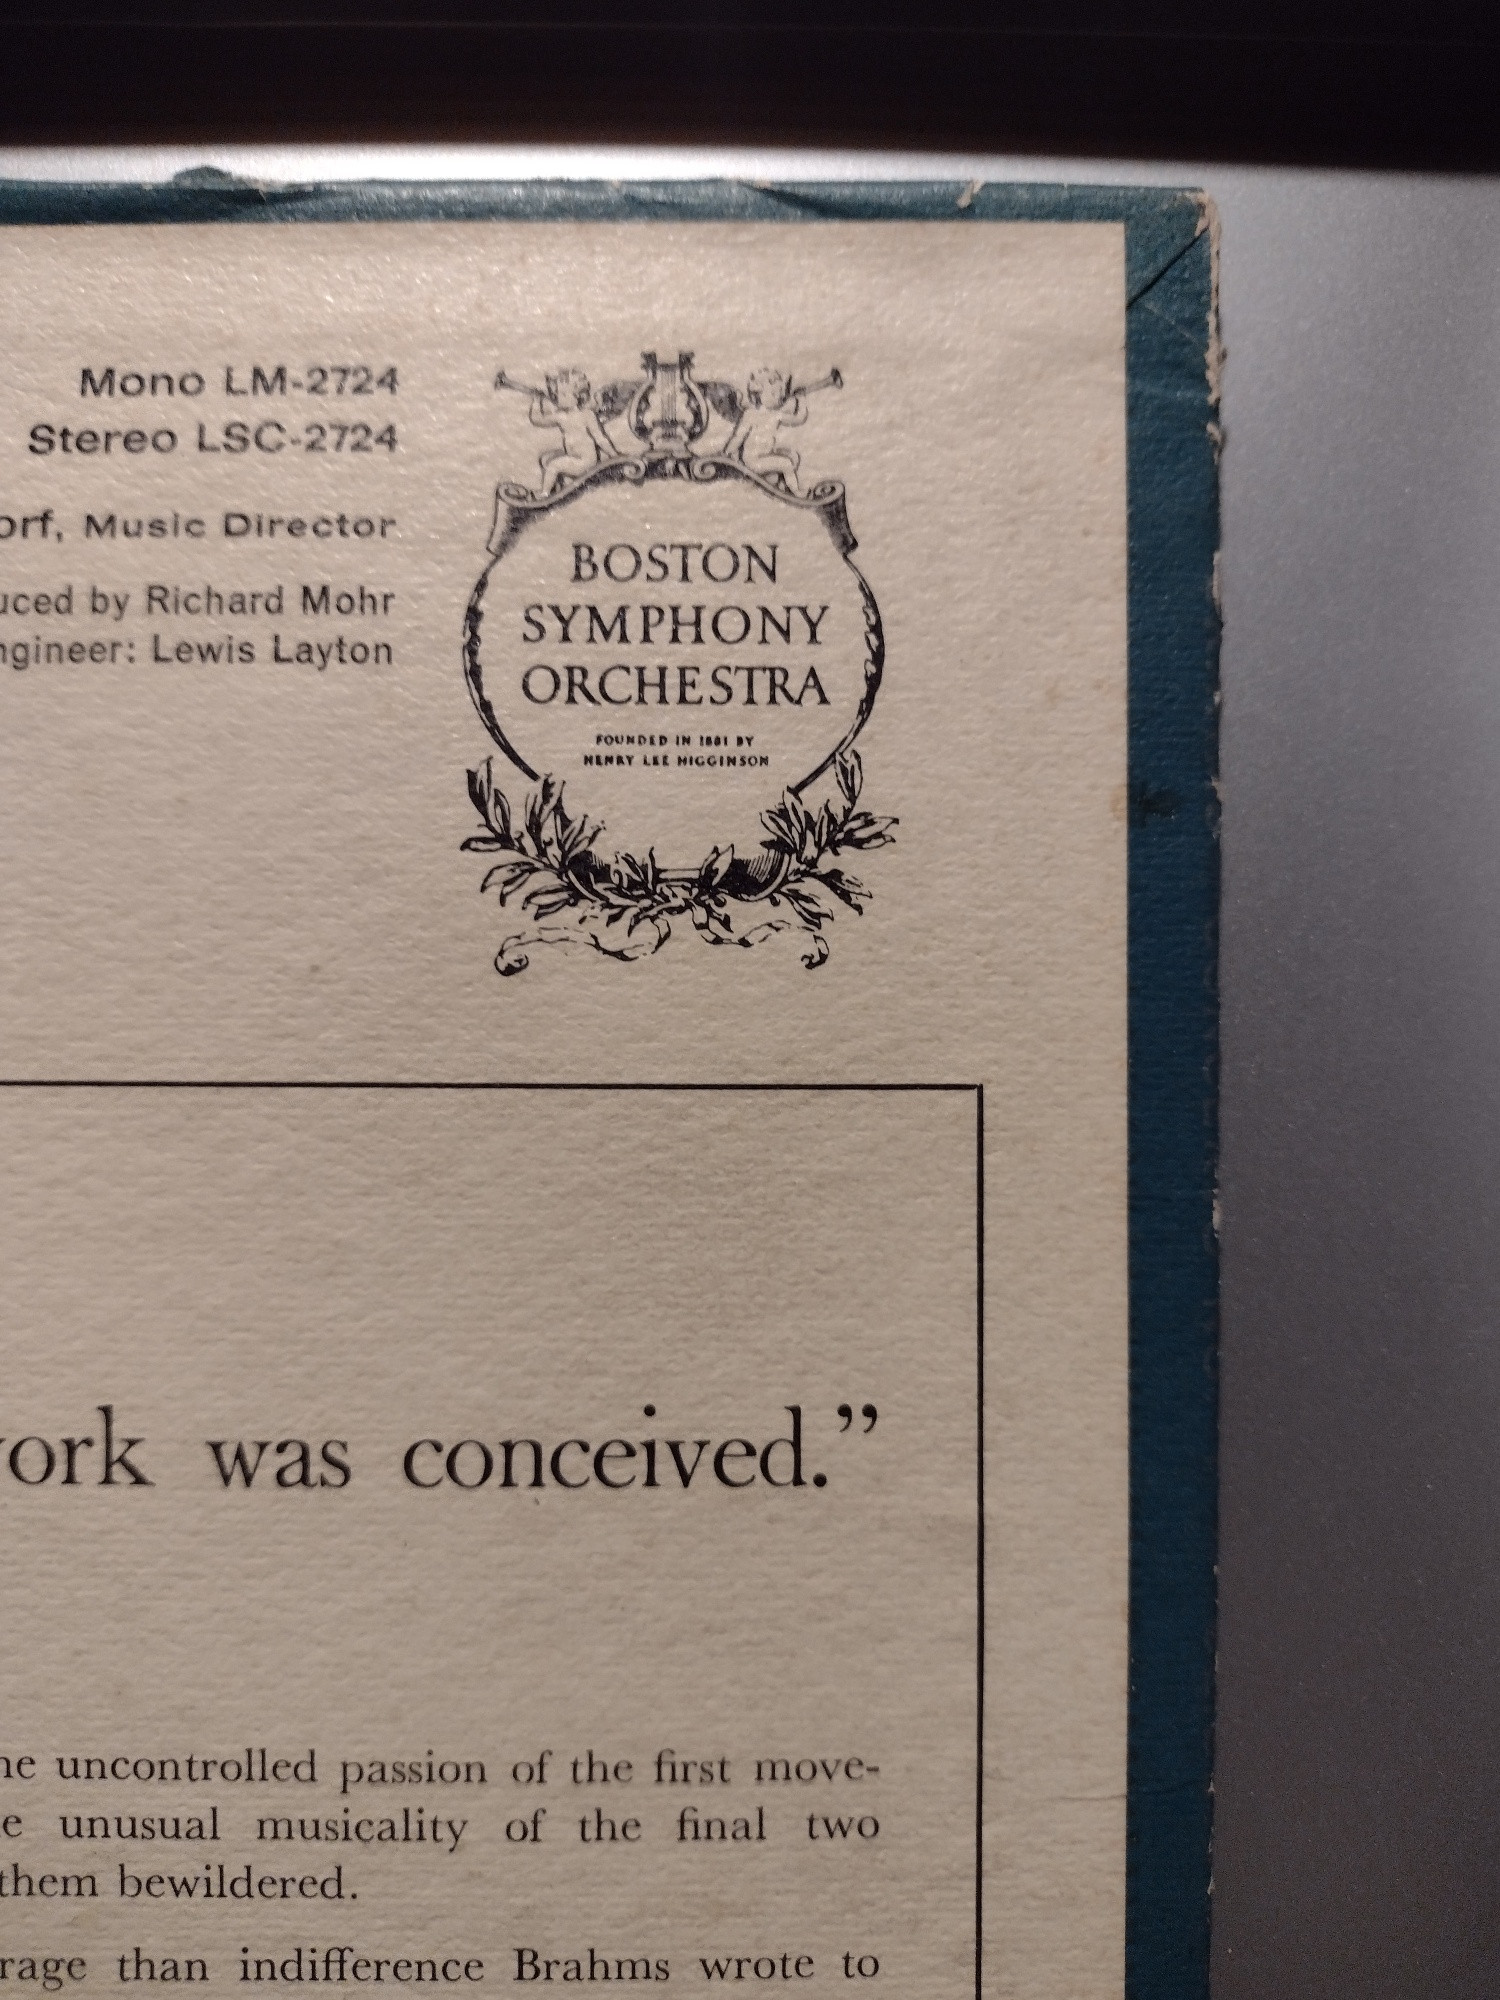 Mono LM-2724
Stereo LSC-2724
orf, Music Director
uced by Richard Mohr
ngineer: Lewis Layton
BOSTON
SYMPHONY
ORCHESTRA
FOUNDED IN 1881 BY
HENRY LEE HIGGINSON
ork was conceived.”
he uncontrolled passion of the first move-
e unusual musicality of the final two
them bewildered.
rage than indifference Brahms wrote to